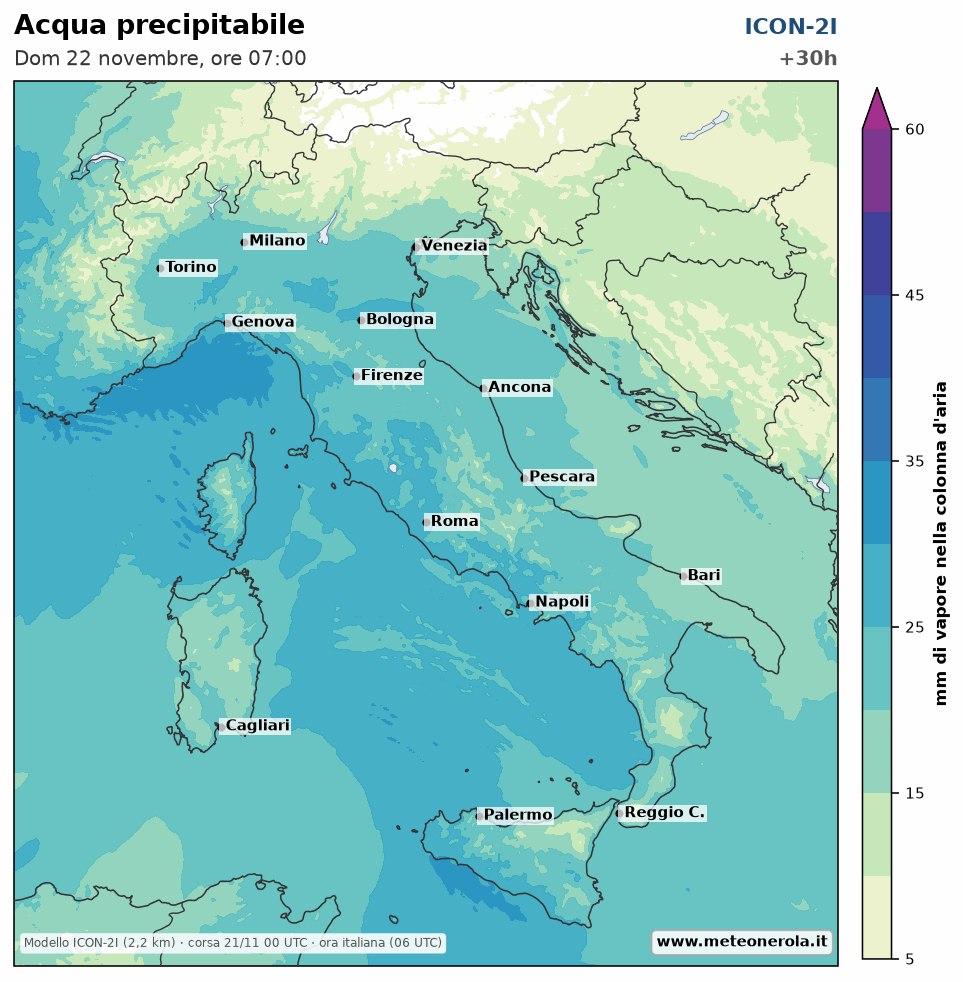 Acqua precipitabile
ICON-2I
Dom 22 novembre, ore 07:00
+30h
60
Milano
Venezia
Torino
45
Genova
Bologna
Firenze
Ancona
mm di vapore nella colonna d'aria
35
Pescara
Roma
Bari
Napoli
25
Cagliari
15
Palermo
Reggio C.
Modello ICON-2I (2,2 km) · corsa 21/11 00 UTC · ora italiana (06 UTC)
www.meteonerola.it
5